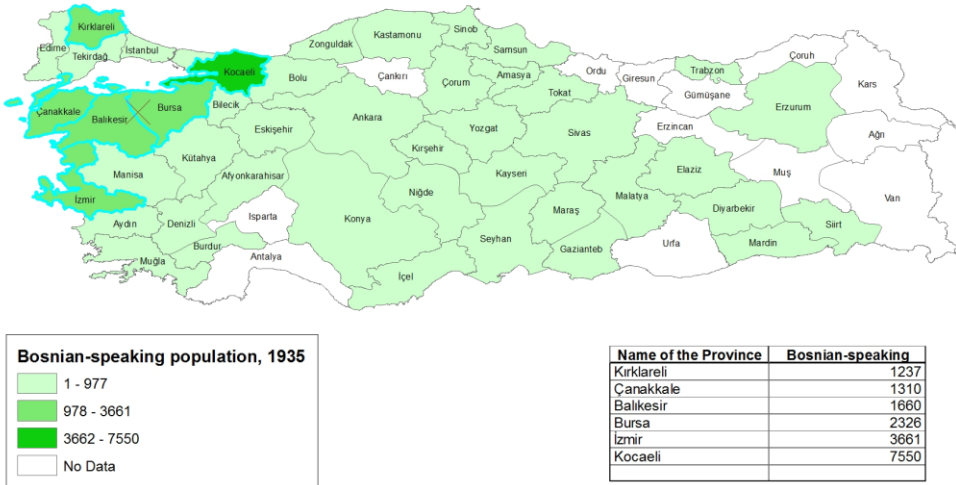 Kırklareli
Edirne
Tekirdağ
İstanbul
Kocaeli
Zonguldak
Kastamonu
Sinob
Samsun
Bolu
Çankırı
Çorum
Amasya
Tokat
Ordu
Giresun
Trabzon
Gümüşane
Çoruh
Kars
Erzurum
Erzincan
Ağrı
Çanakkale
Balıkesir
Bursa
Bilecik
Eskişehir
Ankara
Kırşehir
Yozgat
Sivas
Kütahya
Manisa
Afyonkarahisar
Kayseri
Niğde
Elaziz
Muş
Van
İzmir
Aydın
Denizli
Isparta
Konya
Maraş
Malatya
Diyarbekir
Siirt
Muğla
Burdur
Antalya
İçel
Seyhan
Gaziantep
Urfa
Mardin
Bosnian-speaking population, 1935
1 - 977
978 - 3661
3662 - 7550
No Data
Name of the Province Bosnian-speaking
Kırklareli 1237
Çanakkale 1310
Balıkesir 1660
Bursa 2326
İzmir 3661
Kocaeli 7550